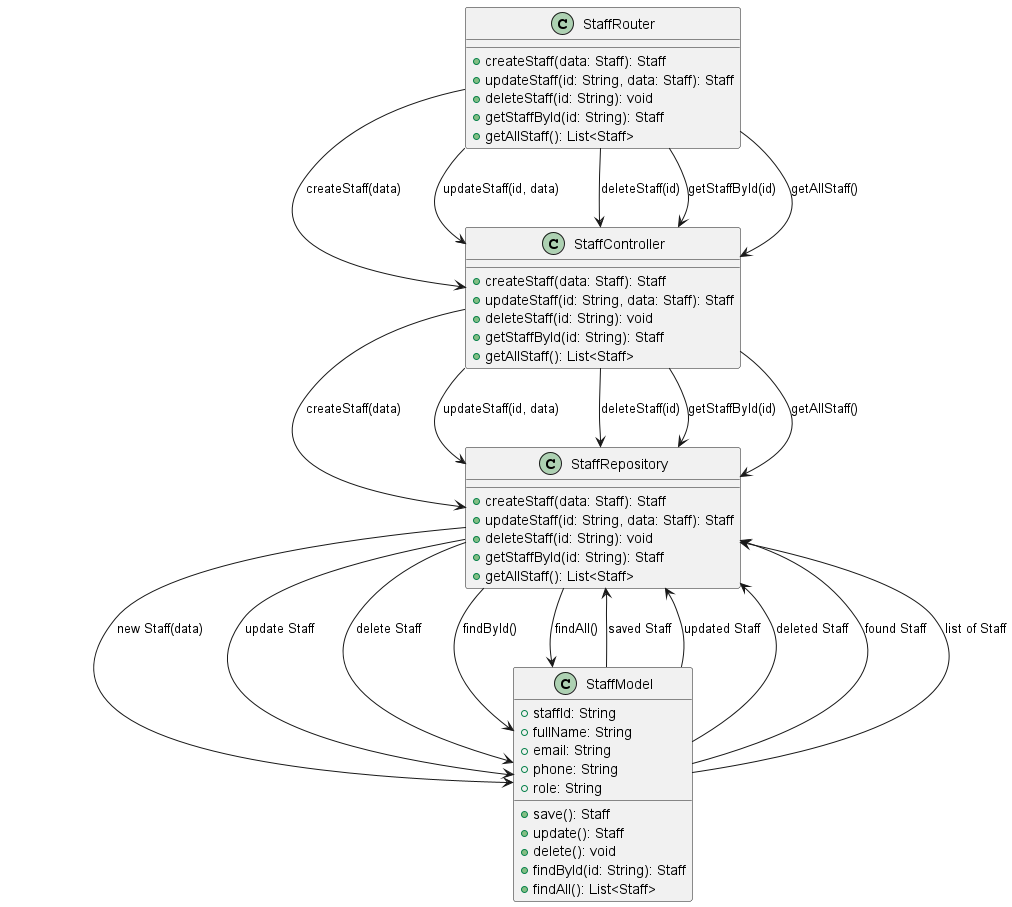 C StaffRouter
createStaff(data: Staff): Staff
updateStaff(id: String, data: Staff): Staff
deleteStaff(id: String): void
getStaffById(id: String): Staff
getAllStaff(): List<Staff>
createStaff(data)
updateStaff(id, data)
deleteStaff(id)
getStaffById(id)
getAllStaff()
C StaffController
createStaff(data: Staff): Staff
updateStaff(id: String, data: Staff): Staff
deleteStaff(id: String): void
getStaffById(id: String): Staff
getAllStaff(): List<Staff>
createStaff(data)
updateStaff(id, data)
deleteStaff(id)
getStaffById(id)
getAllStaff()
C StaffRepository
createStaff(data: Staff): Staff
updateStaff(id: String, data: Staff): Staff
deleteStaff(id: String): void
getStaffById(id: String): Staff
getAllStaff(): List<Staff>
new Staff(data)
update Staff
delete Staff
findById()
findAll()
saved Staff
updated Staff
deleted Staff
found Staff
list of Staff
C StaffModel
staffId: String
fullName: String
email: String
phone: String
role: String
save(): Staff
update(): Staff
delete(): void
findById(id: String): Staff
findAll(): List<Staff>